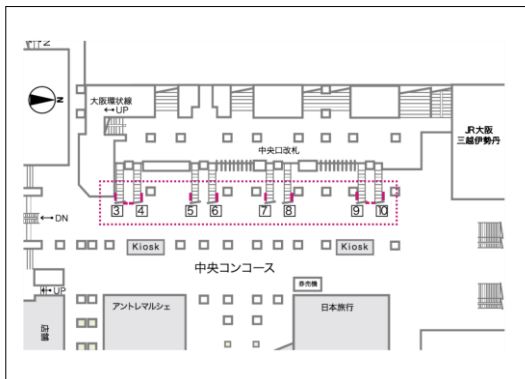 N
大阪環状線
↔UP
JR大阪
三越伊勢丹
中央口改札
3 4 5 6 7 8 9 10
↔DN
Kiosk Kiosk
中央コンコース
↔UP
券売機
アントレマルシェ
日本旅行
店舗